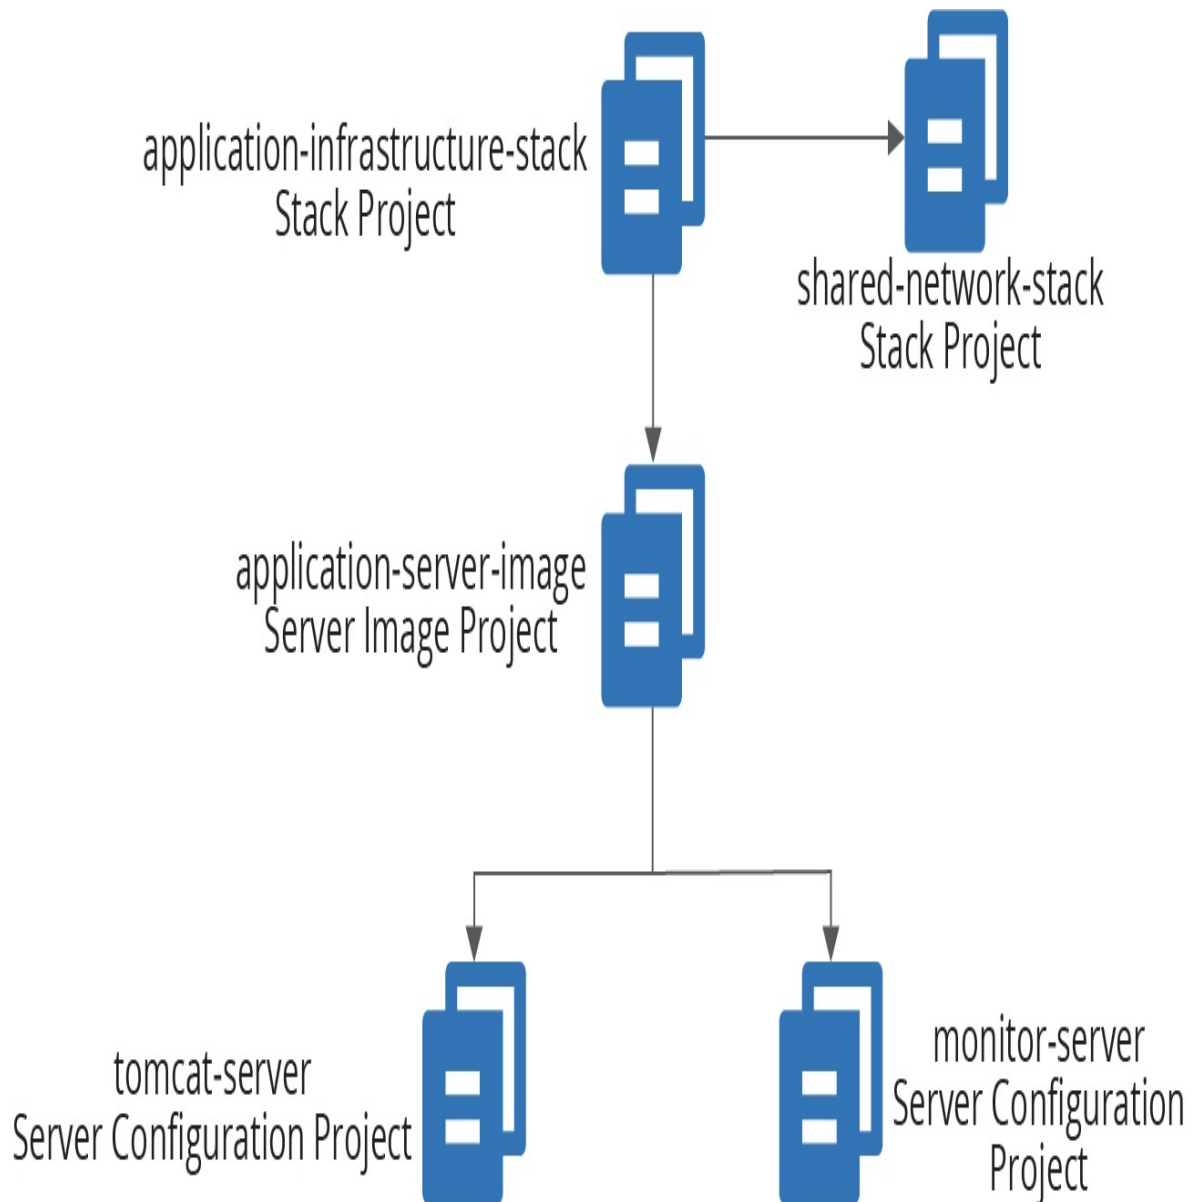 application-infrastructure-stack
Stack Project
shared-network-stack
Stack Project
application-server-image
Server Image Project
tomcat-server
Server Configuration Project
monitor-server
Server Configuration
Project